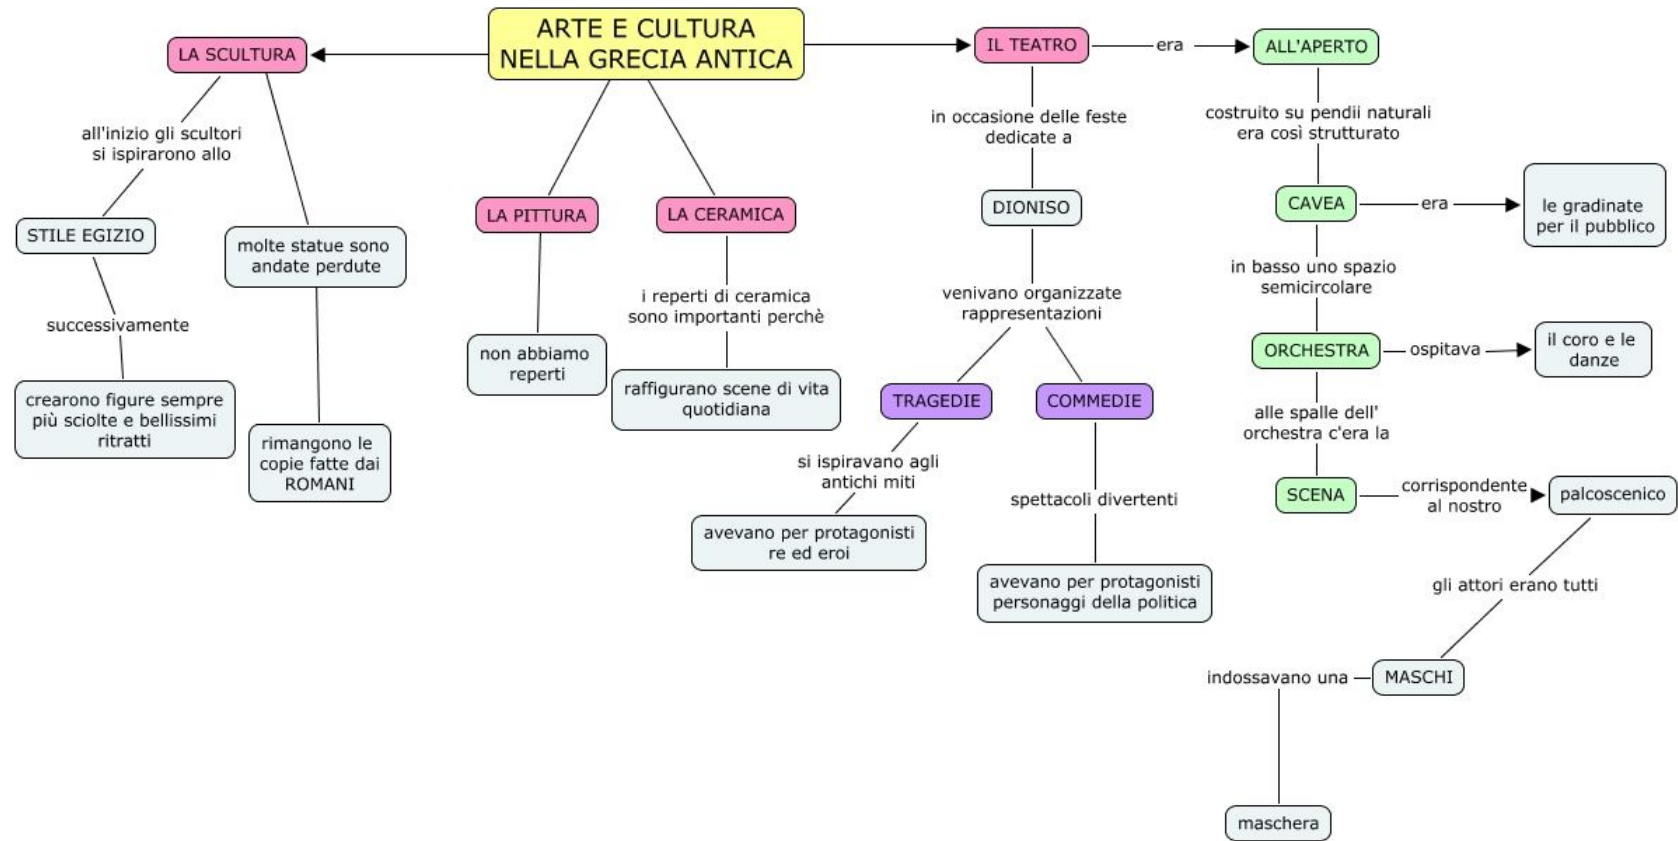 ARTE E CULTURA
NELLA GRECIA ANTICA
LA SCULTURA
all'inizio gli scultori
si ispirarono allo
STILE EGIZIO
successivamente
crearono figure sempre
più sciolte e bellissimi
ritratti
molte statue sono
andate perdute
rimangono le
copie fatte dai
ROMANI
LA PITTURA
non abbiamo
reperti
LA CERAMICA
i reperti di ceramica
sono importanti perchè
raffigurano scene di vita
quotidiana
IL TEATRO
in occasione delle feste
dedicate a
DIONISO
venivano organizzate
rappresentazioni
TRAGEDIE
si ispiravano agli
antichi miti
avevano per protagonisti
re ed eroi
COMMEDIE
spettacoli divertenti
avevano per protagonisti
personaggi della politica
era
ALL'APERTO
costruito su pendii naturali
era così strutturato
CAVEA
era
le gradinate
per il pubblico
in basso uno spazio
semicircolare
ORCHESTRA
ospitava
il coro e le
danze
alle spalle dell'
orchestra c'era la
SCENA
corrispondente
al nostro
palcoscenico
gli attori erano tutti
MASCHI
indossavano una
maschera